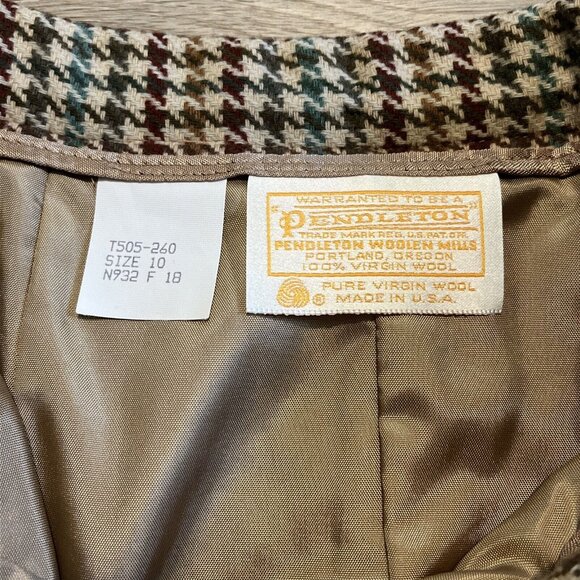 T505-260
SIZE 10
N932 F 18
WARRANTED TO BE A
"PENDLETON"
TRADE MARK REG. U.S. PAT. OFF.
PENDLETON WOOLEN MILLS
PORTLAND, OREGON
100% VIRGIN WOOL
PURE VIRGIN WOOL
® MADE IN U.S.A.